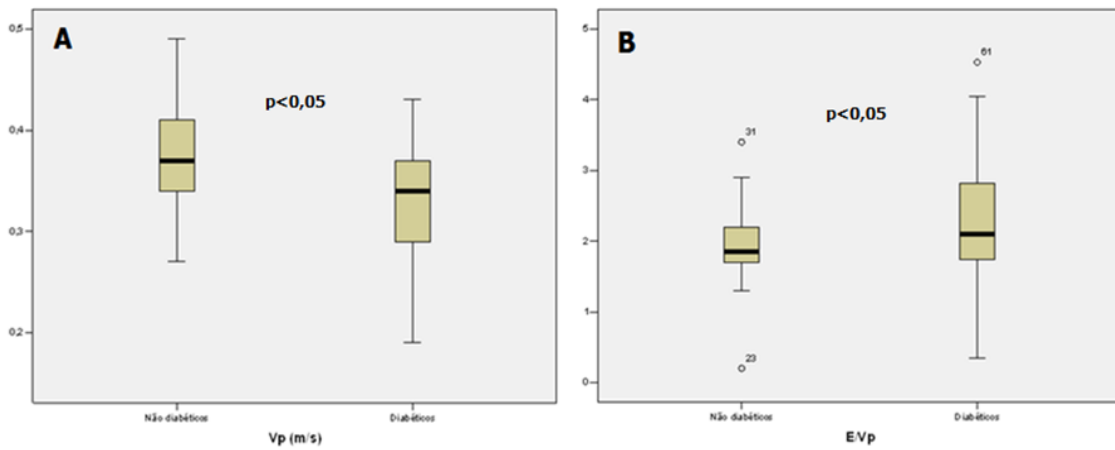 A
p<0,05
0,5
0,4
0,3
0,2
Não diabéticos
Diabéticos
Vp (m/s)
B
p<0,05
5
4
3
2
1
0
31
23
61
Não diabéticos
Diabéticos
E/Vp